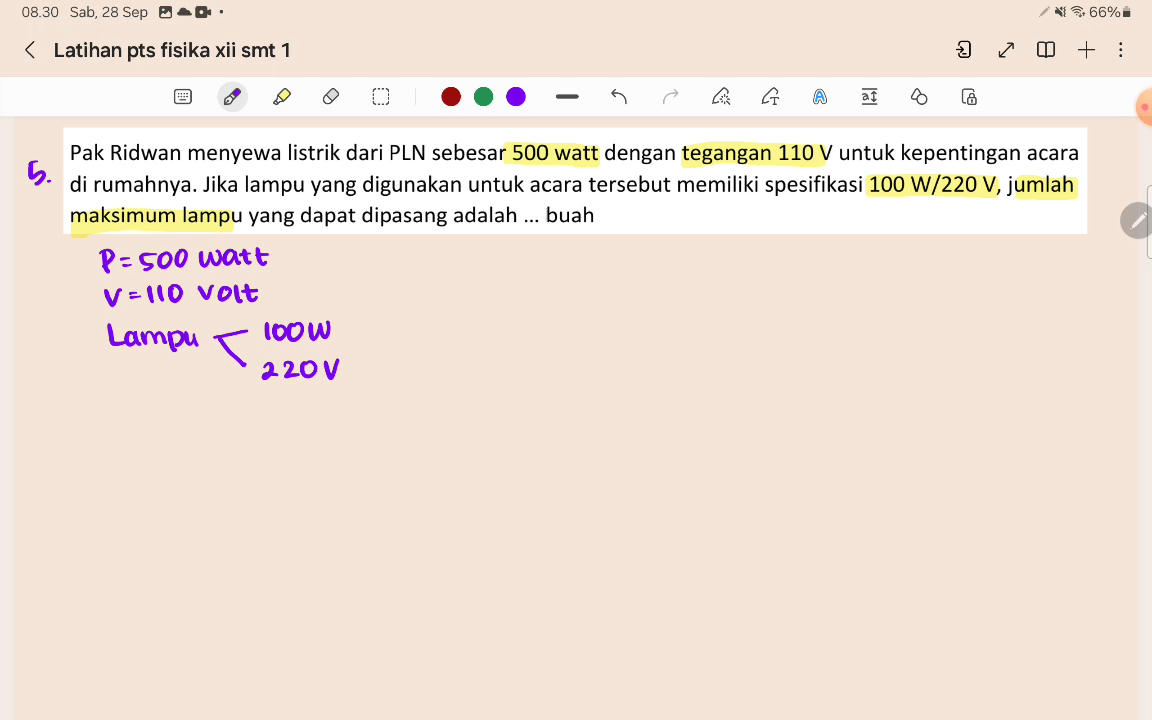 08.30 Sab, 28 Sep
66%
Latihan pts fisika xii smt 1
5.
Pak Ridwan menyewa listrik dari PLN sebesar 500 watt dengan tegangan 110 V untuk kepentingan acara
di rumahnya. Jika lampu yang digunakan untuk acara tersebut memiliki spesifikasi 100 W/220 V, jumlah
maksimum lampu yang dapat dipasang adalah ... buah
P = 500 watt
V = 110 volt
Lampu
100W
220V